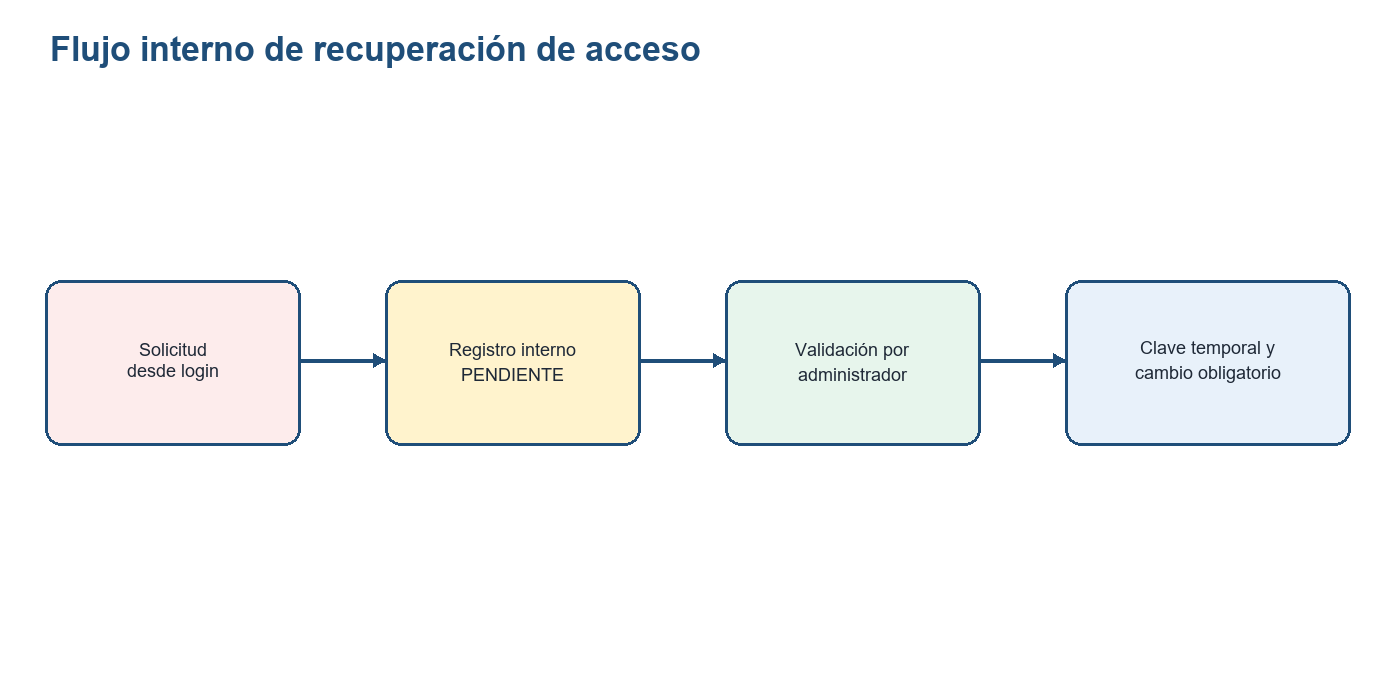 Flujo interno de recuperación de acceso
Solicitud
desde login
Registro interno
PENDIENTE
Validación por
administrador
Clave temporal y
cambio obligatorio